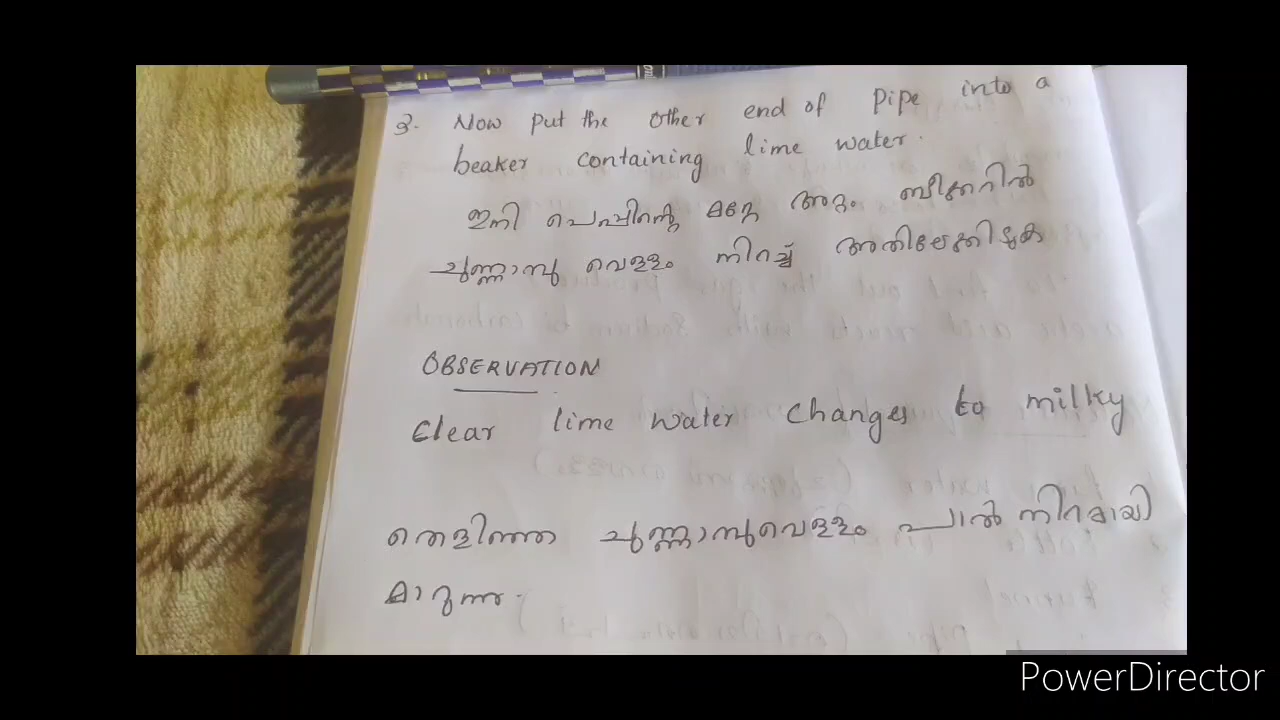 3. Now put the other end of pipe into a
beaker containing lime water.
ഇനി പൈപ്പിന്റെ മറ്റേ അറ്റം ബീക്കറിൽ
ചുണ്ണാമ്പു വെള്ളം നിറച്ച് അതിലേക്കിടുക
OBSERVATION
Clear lime water changes to milky
തെളിഞ്ഞ ചുണ്ണാമ്പുവെള്ളം പാൽ നിറമായി
മാറുന്നു.
PowerDirector